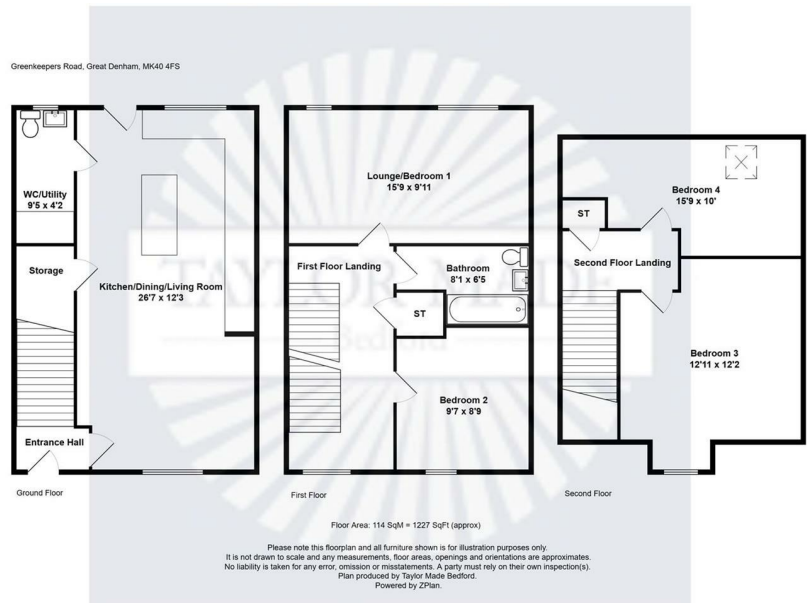 Greenkeepers Road, Great Denham, MK40 4FS
WC/Utility
9'5 x 4'2
Storage
Kitchen/Dining/Living Room
26'7 x 12'3
Entrance Hall
Ground Floor
Lounge/Bedroom 1
15'9 x 9'11
First Floor Landing
Bathroom
8'1 x 6'5
ST
Bedroom 2
9'7 x 8'9
First Floor
Bedroom 4
15'9 x 10'
ST
Second Floor Landing
Bedroom 3
12'11 x 12'2
Second Floor
TAYLOR-MADE
Bedford
Floor Area: 114 SqM = 1227 SqFt (approx)
Please note this floorplan and all furniture shown is for illustration purposes only.
It is not drawn to scale and any measurements, floor areas, openings and orientations are approximates.
No liability is taken for any error, omission or misstatements. A party must rely on their own inspection(s).
Plan produced by Taylor Made Bedford.
Powered by ZPlan.